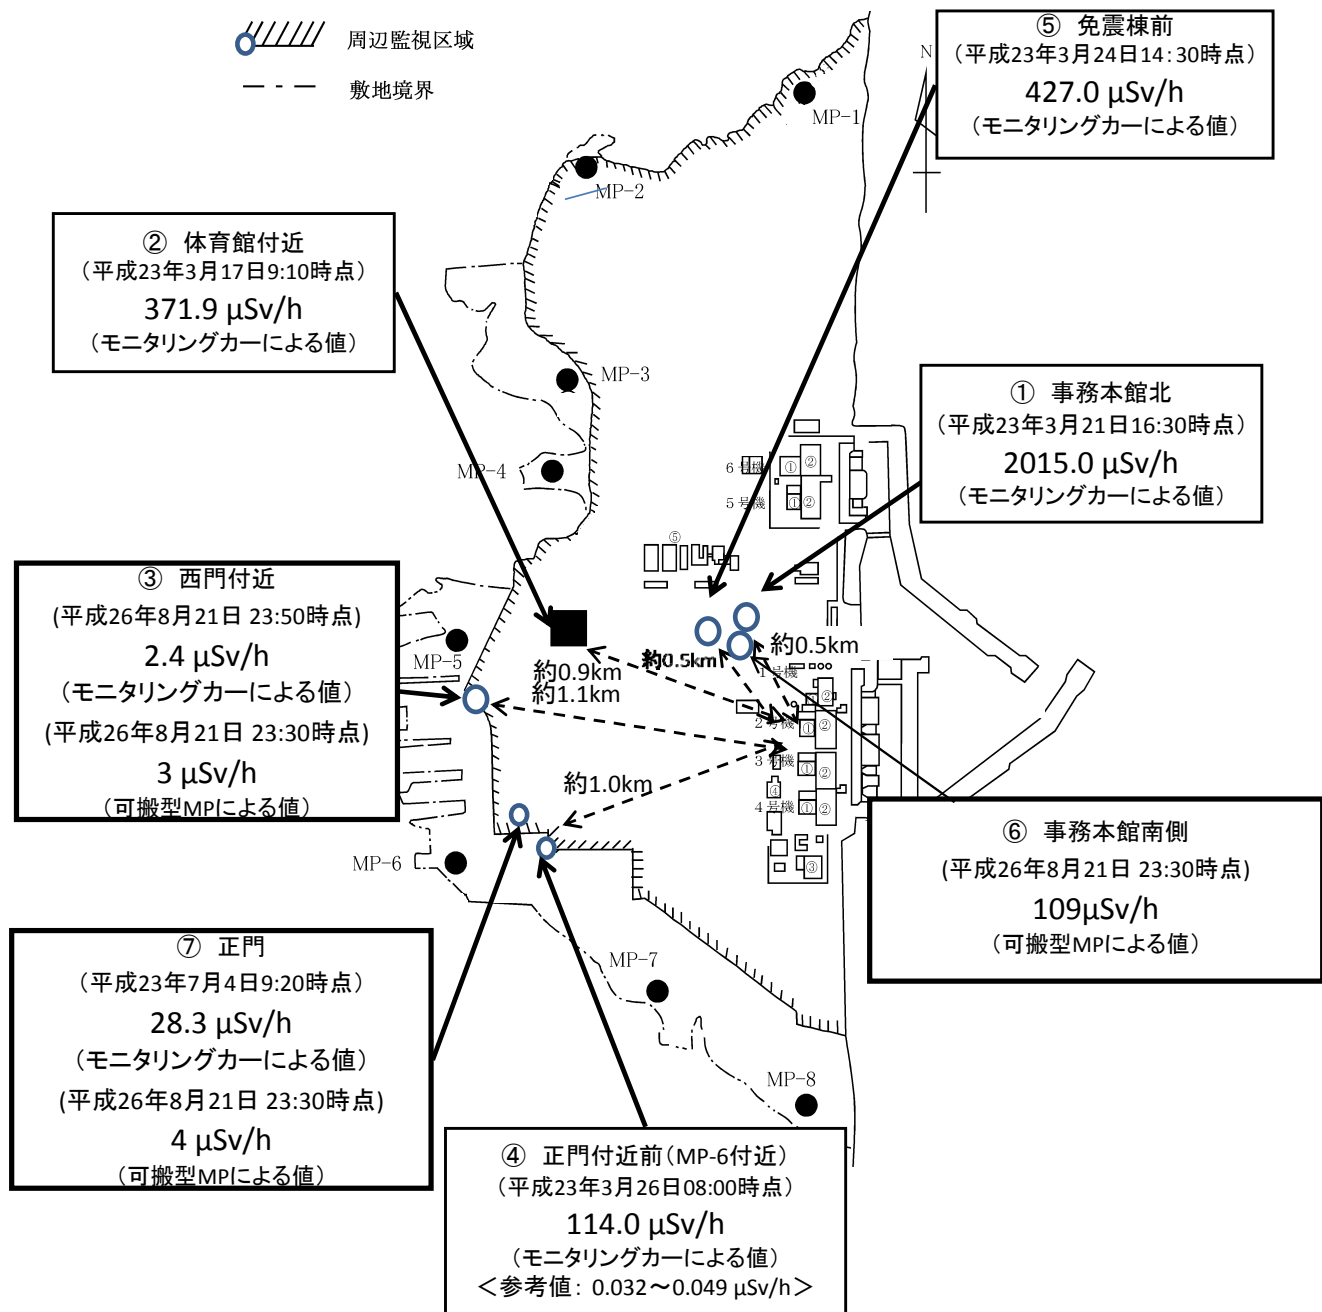 周辺監視区域
敷地境界
⑤ 免震棟前
(平成23年3月24日14:30時点)
427.0 μSv/h
(モニタリングカーによる値)
N
MP-1
MP-2
② 体育館付近
(平成23年3月17日9:10時点)
371.9 μSv/h
(モニタリングカーによる値)
MP-3
① 事務本館北
(平成23年3月21日16:30時点)
2015.0 μSv/h
(モニタリングカーによる値)
MP-4
6号機
① ②
5号機
① ②
⑤
③ 西門付近
(平成26年8月21日 23:50時点)
2.4 μSv/h
(モニタリングカーによる値)
(平成26年8月21日 23:30時点)
3 μSv/h
(可搬型MPによる値)
MP-5
約0.9km
約1.1km
約0.5km
約0.5km
1号機
②
2号機
① ②
3号機
① ②
④
4号機
① ②
③
約1.0km
MP-6
⑥ 事務本館南側
(平成26年8月21日 23:30時点)
109μSv/h
(可搬型MPによる値)
⑦ 正門
(平成23年7月4日9:20時点)
28.3 μSv/h
(モニタリングカーによる値)
(平成26年8月21日 23:30時点)
4 μSv/h
(可搬型MPによる値)
MP-7
MP-8
④ 正門付近前(MP-6付近)
(平成23年3月26日08:00時点)
114.0 μSv/h
(モニタリングカーによる値)
＜参考値: 0.032～0.049 μSv/h＞